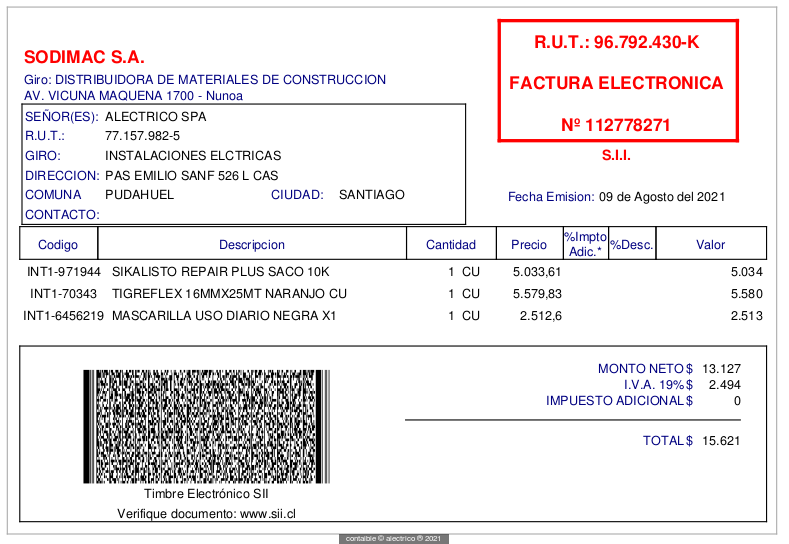 SODIMAC S.A.
Giro: DISTRIBUIDORA DE MATERIALES DE CONSTRUCCION
AV. VICUNA MAQUENA 1700 - Nunoa
R.U.T.: 96.792.430-K
FACTURA ELECTRONICA
Nº 112778271
S.I.I.
SEÑOR(ES): ALECTRICO SPA
R.U.T.: 77.157.982-5
GIRO: INSTALACIONES ELCTRICAS
DIRECCION: PAS EMILIO SANF 526 L CAS
COMUNA PUDAHUEL CIUDAD: SANTIAGO
CONTACTO:
Fecha Emision: 09 de Agosto del 2021
Codigo Descripcion Cantidad Precio %Impto Adic.* %Desc. Valor
INT1-971944 SIKALISTO REPAIR PLUS SACO 10K 1 CU 5.033,61 5.034
INT1-70343 TIGREFLEX 16MMX25MT NARANJO CU 1 CU 5.579,83 5.580
INT1-6456219 MASCARILLA USO DIARIO NEGRA X1 1 CU 2.512,6 2.513
MONTO NETO $ 13.127
I.V.A. 19% $ 2.494
IMPUESTO ADICIONAL $ 0
TOTAL $ 15.621
Timbre Electrónico SII
Verifique documento: www.sii.cl
contaible © alectrico ® 2021